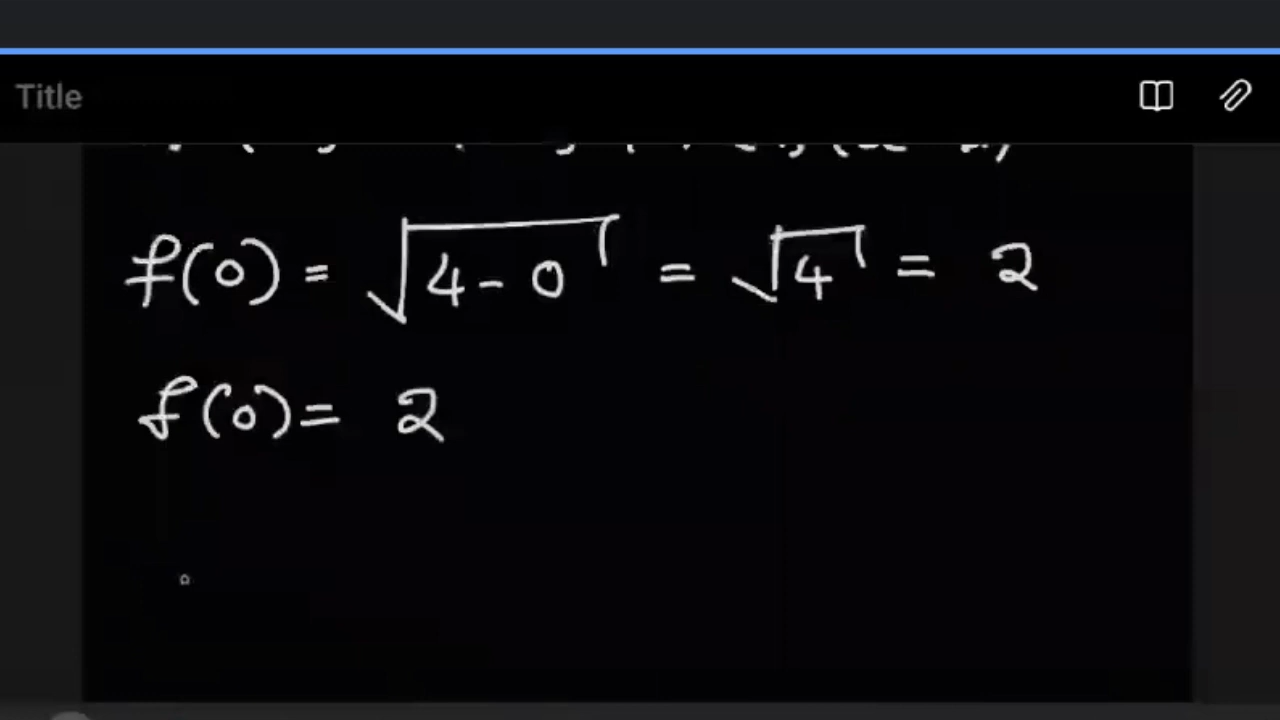 Title
f(0) = √4-0 = √4 = 2
f(0) = 2